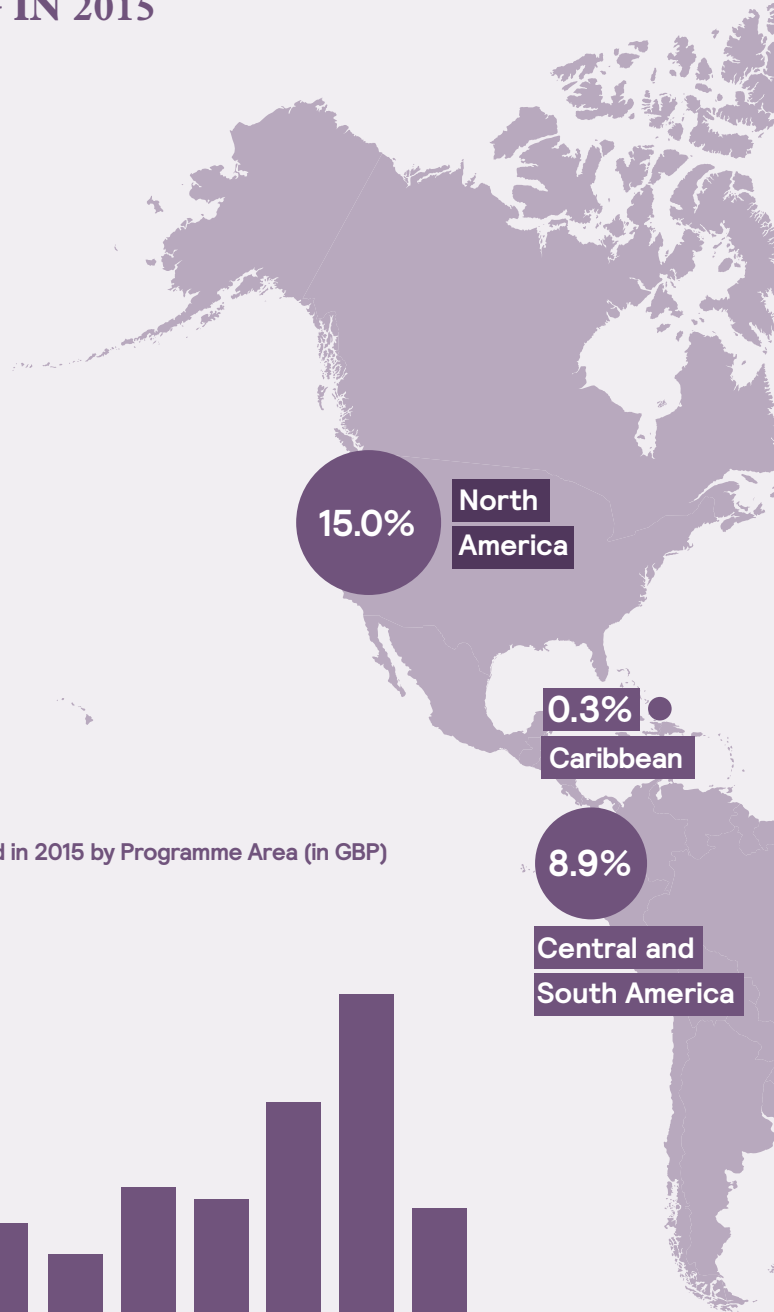 IN 2015
15.0%
North
America
0.3%
Caribbean
in 2015 by Programme Area (in GBP)
8.9%
Central and
South America